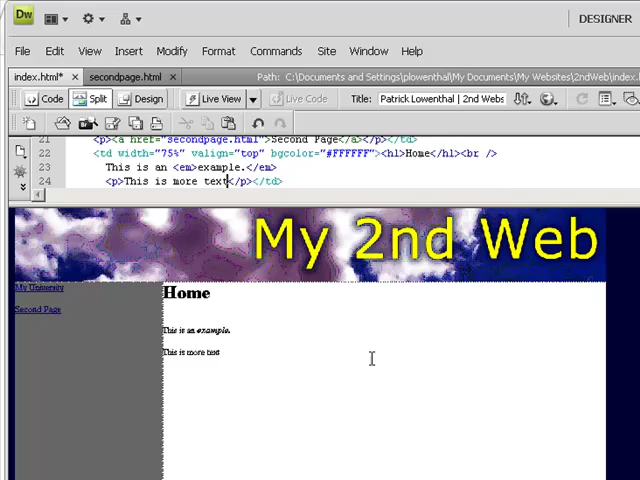 Dw DESIGNER
File Edit View Insert Modify Format Commands Site Window Help
index.html* × secondpage.html × Path: C:\Documents and Settings\plowenthal\My Documents\My Websites\2ndWeb\index.h
Code Split Design Live View Live Code Title: Patrick Lowenthal | 2nd Webs
21 <p><a href="secondpage.html">Second Page</a></p></td>
22 <td width="75%" valign="top" bgcolor="#FFFFFF"><h1>Home</h1><br />
23 This is an <em>example.</em>
24 <p>This is more text</p></td>
My 2nd Web
My University
Second Page
Home
This is an example.
This is more text